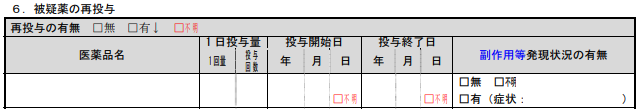 ６．被疑薬の再投与
再投与の有無 □無 □有↓ □不明
医薬品名 １日投与量 投与開始日 投与終了日 副作用等発現状況の有無
１回量 投与回数 年 月 日 年 月 日
□不明 □不明 □無 □不明
□有（症状： ）